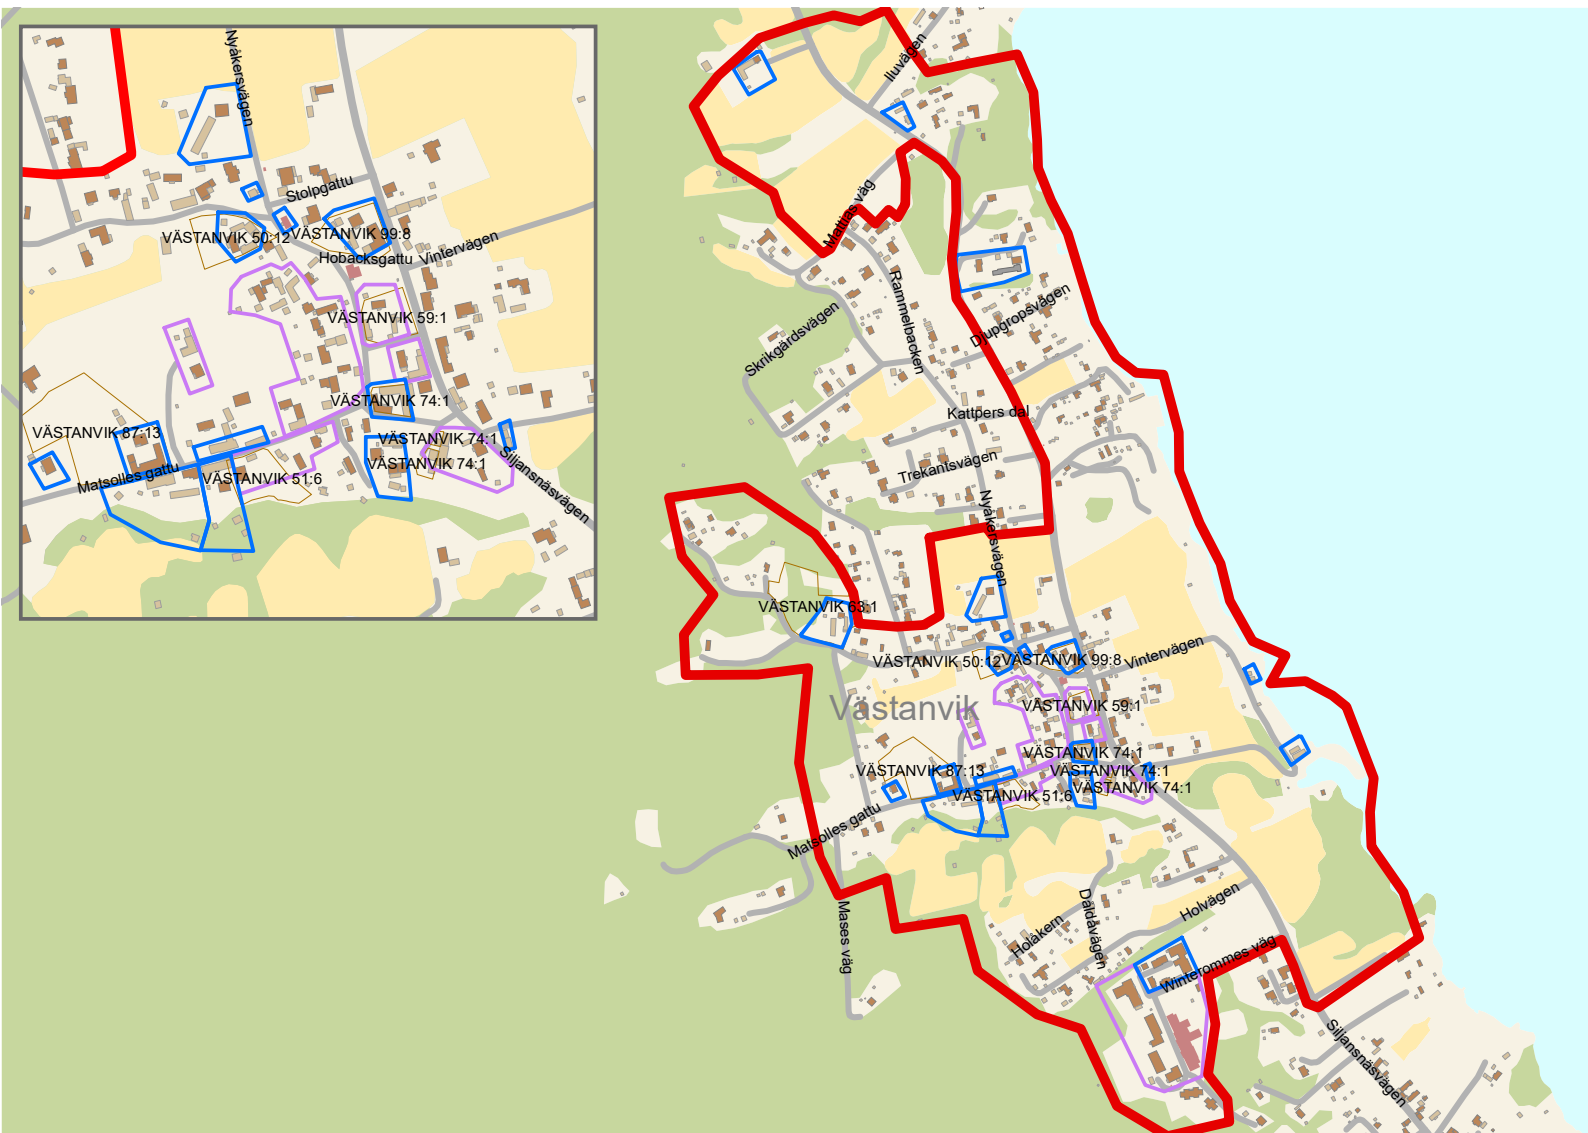 Nyåkersvägen
Stolpgattu
VÄSTANVIK 50:12
VÄSTANVIK 99:8
Hobacksgattu
Vintervägen
VÄSTANVIK 59:1
VÄSTANVIK 74:1
VÄSTANVIK 87:13
VÄSTANVIK 74:1
VÄSTANVIK 74:1
Matsolles gattu
VÄSTANVIK 51:6
Siljansnäsvägen
Iluvägen
Mattias väg
Rammelbacken
Djupgropsvägen
Skrikgärdsvägen
Kattpers dal
Trekantsvägen
Nyåkersvägen
VÄSTANVIK 63:1
VÄSTANVIK 50:12
VÄSTANVIK 99:8
Vintervägen
Västanvik
VÄSTANVIK 59:1
VÄSTANVIK 74:1
VÄSTANVIK 87:13
VÄSTANVIK 74:1
VÄSTANVIK 74:1
VÄSTANVIK 51:6
Matsolles gattu
Mases väg
Holåkern
Daldavägen
Holvägen
Winterommes väg
Siljansnäsvägen